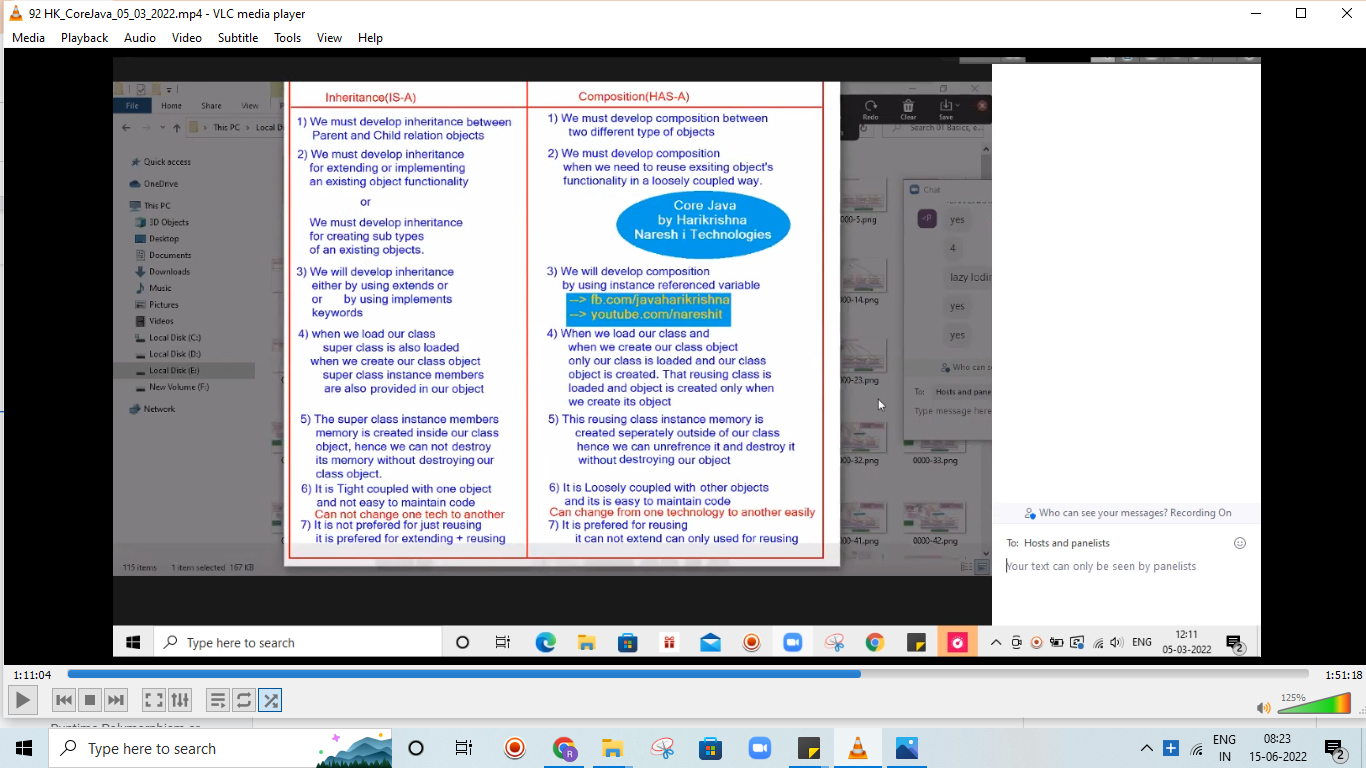 92 HK_CoreJava_05_03_2022.mp4 - VLC media player
Media Playback Audio Video Subtitle Tools View Help
File Home Share View
This PC
Local Di
Quick access
OneDrive
This PC
3D Objects
Desktop
Documents
Downloads
Music
Pictures
Videos
Local Disk (C:)
Local Disk (D:)
Local Disk (E:)
New Volume (F:)
Network
115 items 1 item selected 167 KB
Inheritance(IS-A)
1) We must develop inheritance between
Parent and Child relation objects
2) We must develop inheritance
for extending or implementing
an existing object functionality
or
We must develop inheritance
for creating sub types
of an existing objects.
3) We will develop inheritance
either by using extends or
or by using implements
keywords
4) when we load our class
super class is also loaded
when we create our class object
super class instance members
are also provided in our object
5) The super class instance members
memory is created inside our class
object, hence we can not destroy
its memory without destroying our
class object.
6) It is Tight coupled with one object
and not easy to maintain code
Can not change one tech to another
7) It is not prefered for just reusing
it is prefered for extending + reusing
Composition(HAS-A)
1) We must develop composition between
two different type of objects
2) We must develop composition
when we need to reuse exsiting object's
functionality in a loosely coupled way.
Core Java
by Harikrishna
Naresh i Technologies
3) We will develop composition
by using instance referenced variable
--> fb.com/javaharikrishna
--> youtube.com/nareshit
4) When we load our class and
when we create our class object
only our class is loaded and our class
object is created. That reusing class is
loaded and object is created only when
we create its object
5) This reusing class instance memory is
created seperately outside of our class
hence we can unrefrence it and destroy it
without destroying our object
6) It is Loosely coupled with other objects
and its is easy to maintain code
Can change from one technology to another easily
7) It is prefered for reusing
it can not extend can only used for reusing
Redo Clear Save
Search 01 Basics, e...
000-5.png
000-14.png
000-23.png
000-32.png 0000-33.png
000-41.png 0000-42.png
Chat
yes
4
lazy lodin
yes
yes
Who can se
To: Hosts and pane
Type message here
Who can see your messages? Recording On
To: Hosts and panelists
Your text can only be seen by panelists
Type here to search
ENG
12:11
05-03-2022
2
1:11:04
1:51:18
125%
Type here to search
ENG
IN
08:23
15-06-2022
2